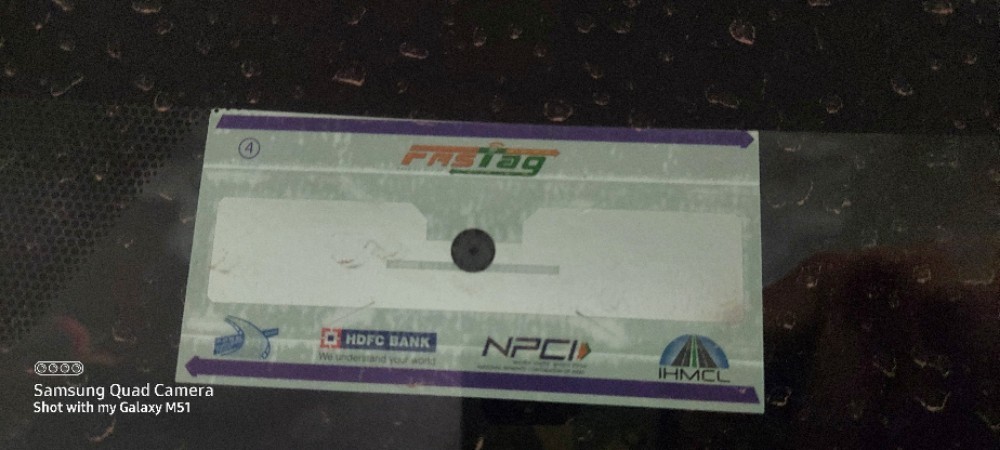 4
FASTag
HDFC BANK
We understand your world
NPCI
IHMCL
Samsung Quad Camera
Shot with my Galaxy M51